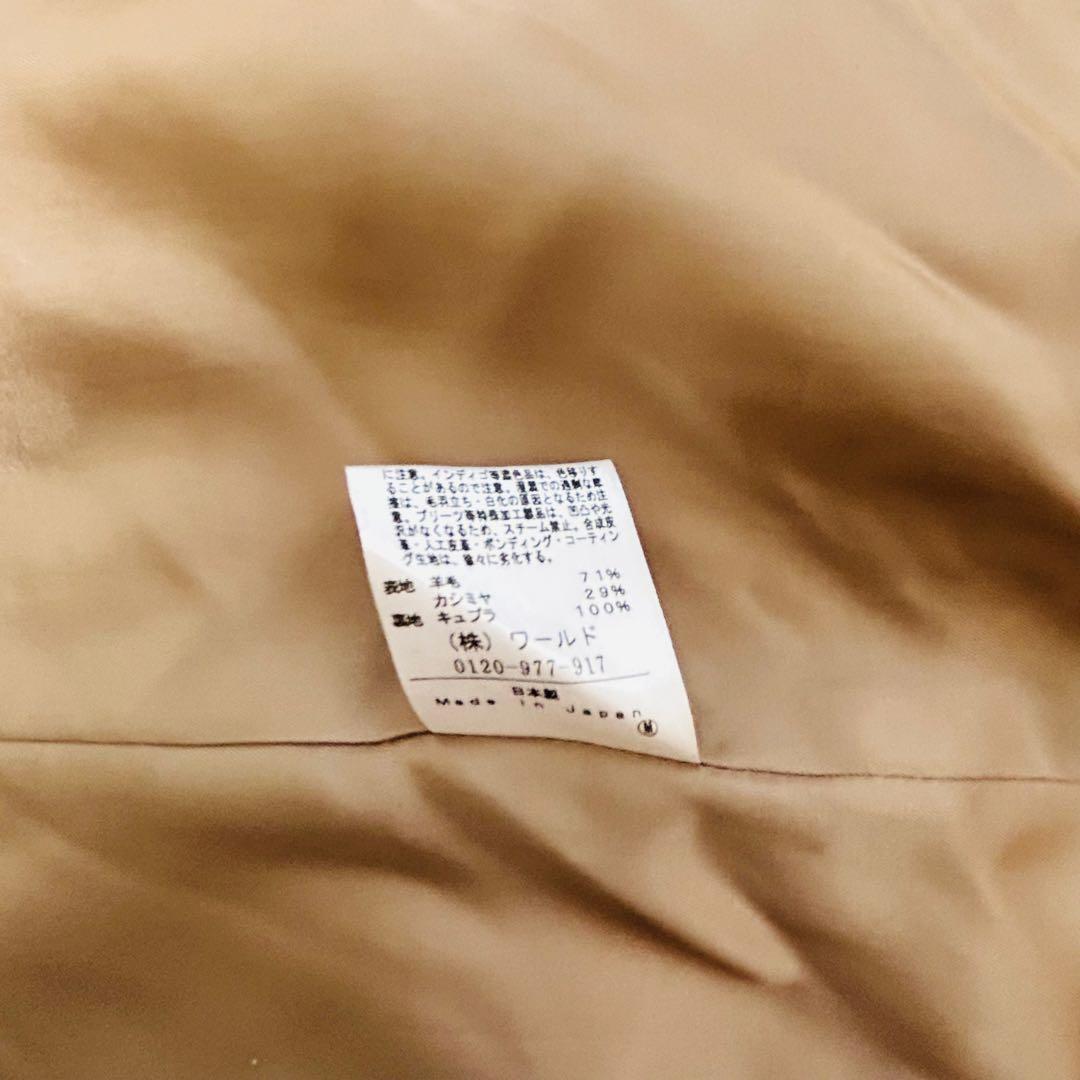 に注意。インディゴ等濃色品は、色移りす
ることがあるので注意。着製での過剰な乾
燥は、毛羽立ち・白化の原因となるため注
意。プリーツ等特殊加工製品は、凹凸や光
沢がなくなるため、スチーム禁止。合成皮
革・人工皮革・ボンディング・コーティン
グ生地は、徐々に劣化する。
表地 羊毛 71%
カシミヤ 29%
裏地 キュプラ 100%
(株) ワールド
0120-977-917
日本製
Made in Japan